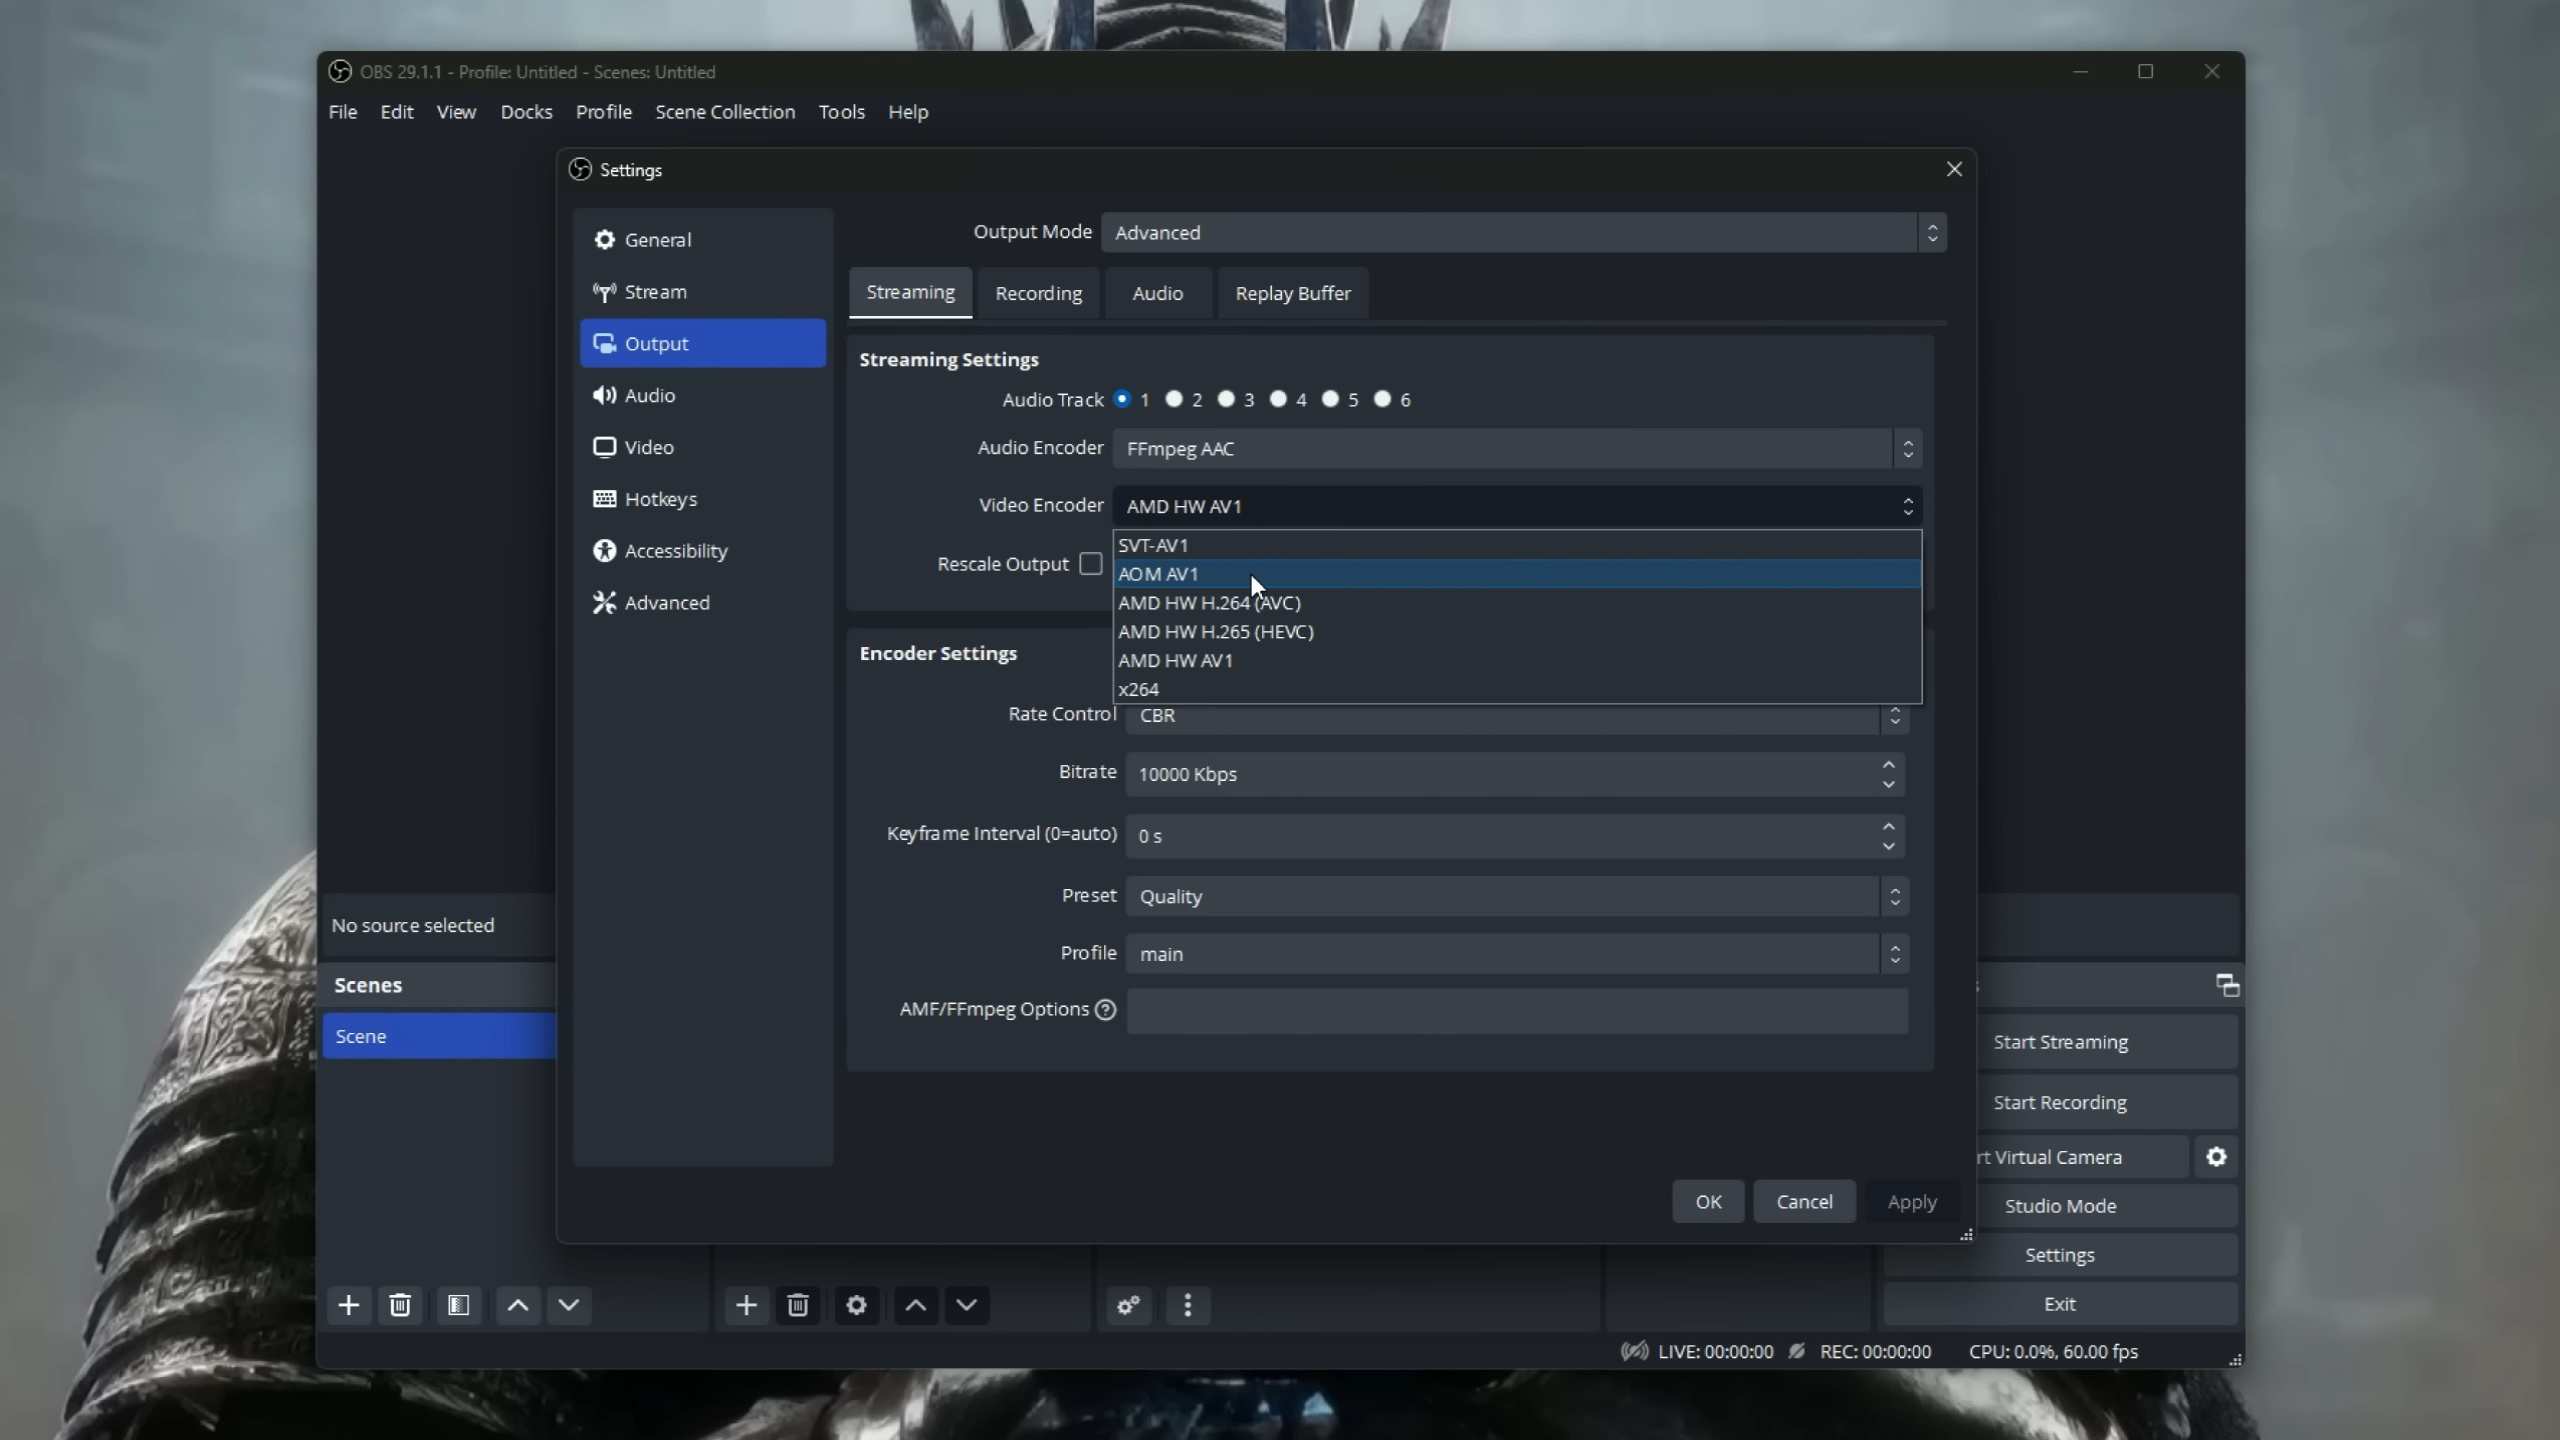 OBS 29.1.1 - Profile: Untitled - Scenes: Untitled
File Edit View Docks Profile Scene Collection Tools Help
Settings
General
Stream
Output
Audio
Video
Hotkeys
Accessibility
Advanced
Output Mode Advanced
Streaming Recording Audio Replay Buffer
Streaming Settings
Audio Track 1 2 3 4 5 6
Audio Encoder FFmpeg AAC
Video Encoder AMD HW AV1
Rescale Output
SVT-AV1
AOM AV1
AMD HW H.264 (AVC)
AMD HW H.265 (HEVC)
AMD HW AV1
x264
Encoder Settings
Rate Control CBR
Bitrate 10000 Kbps
Keyframe Interval (0=auto) 0 s
Preset Quality
Profile main
AMF/FFmpeg Options ?
OK Cancel Apply
No source selected
Scenes
Scene
s
Start Streaming
Start Recording
rt Virtual Camera
Studio Mode
Settings
Exit
LIVE: 00:00:00 REC: 00:00:00 CPU: 0.0%, 60.00 fps